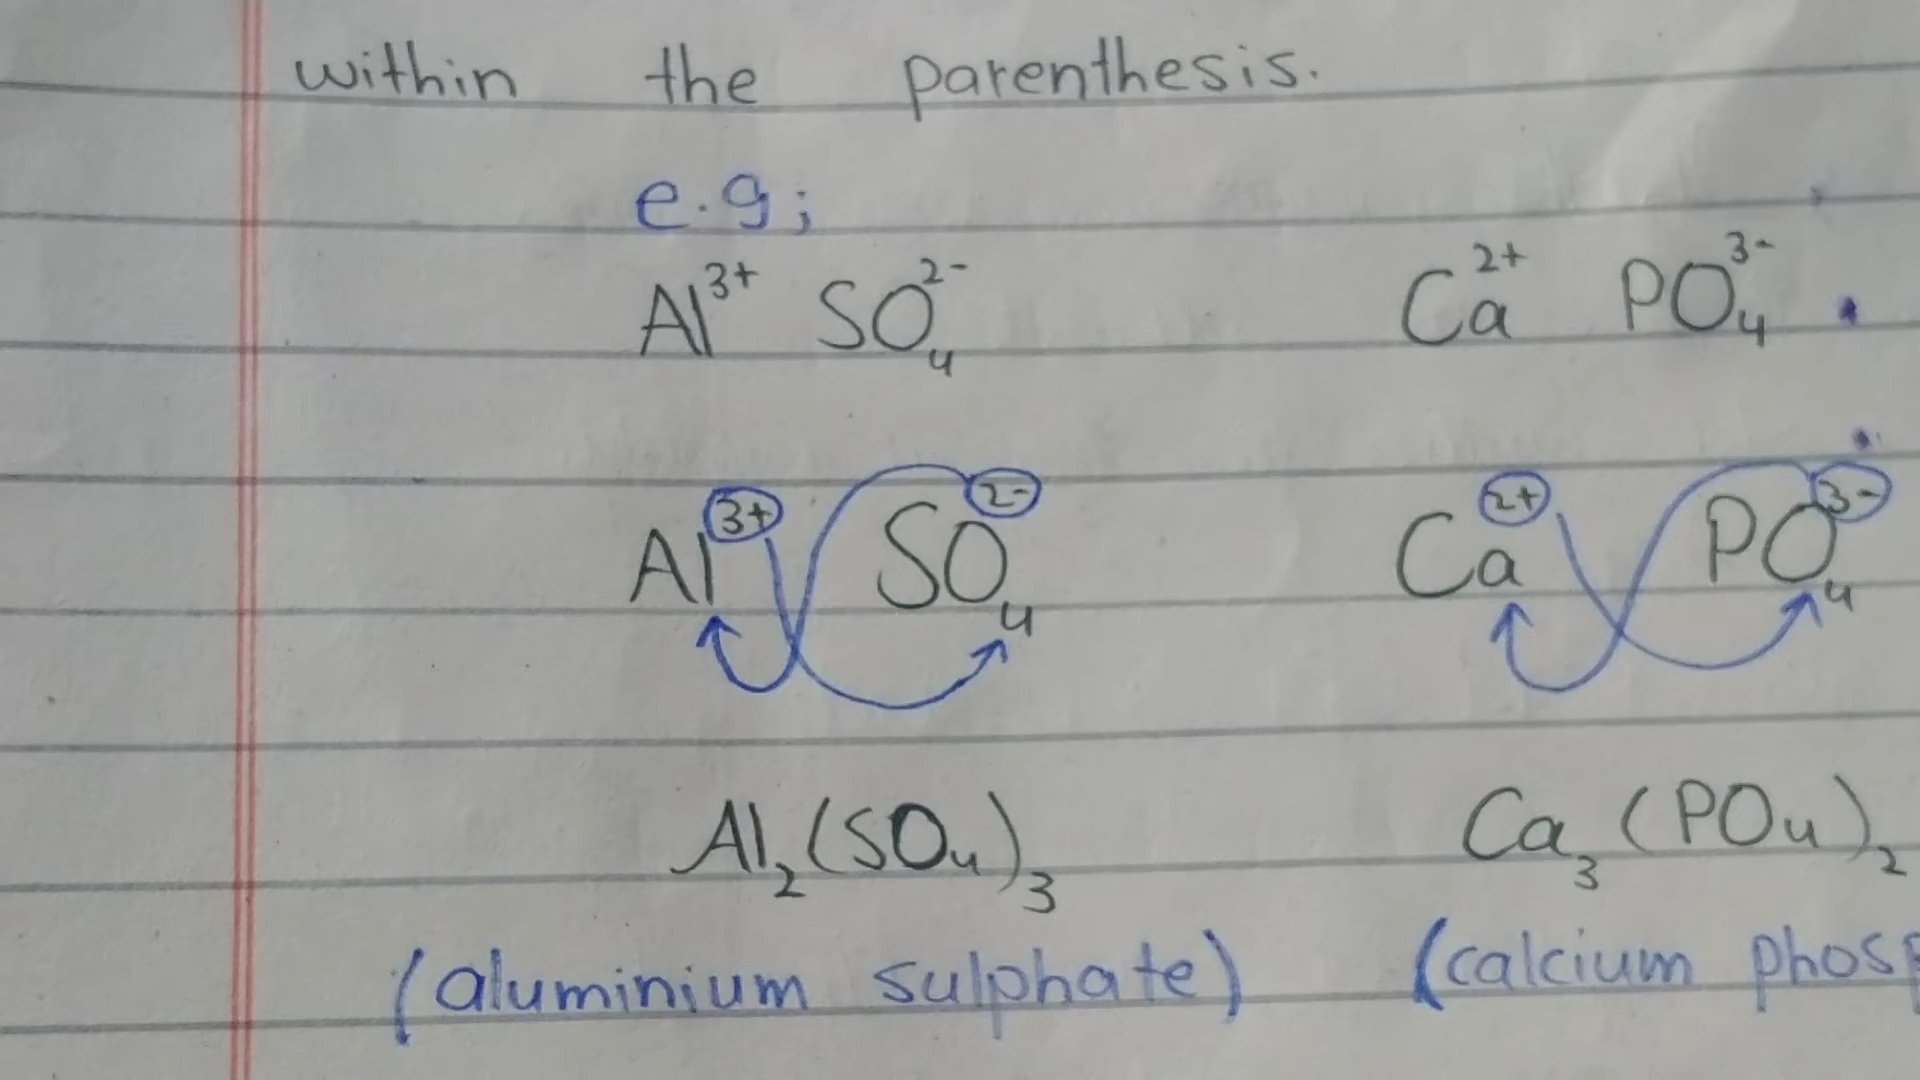 within the parenthesis.
e.g;
Al³⁺ SO₄²⁻ Ca²⁺ PO₄³⁻
Al³⁺ SO₄²⁻ Ca²⁺ PO₄³⁻
Al₂(SO₄)₃ Ca₃(PO₄)₂
(aluminium sulphate) (calcium phosp